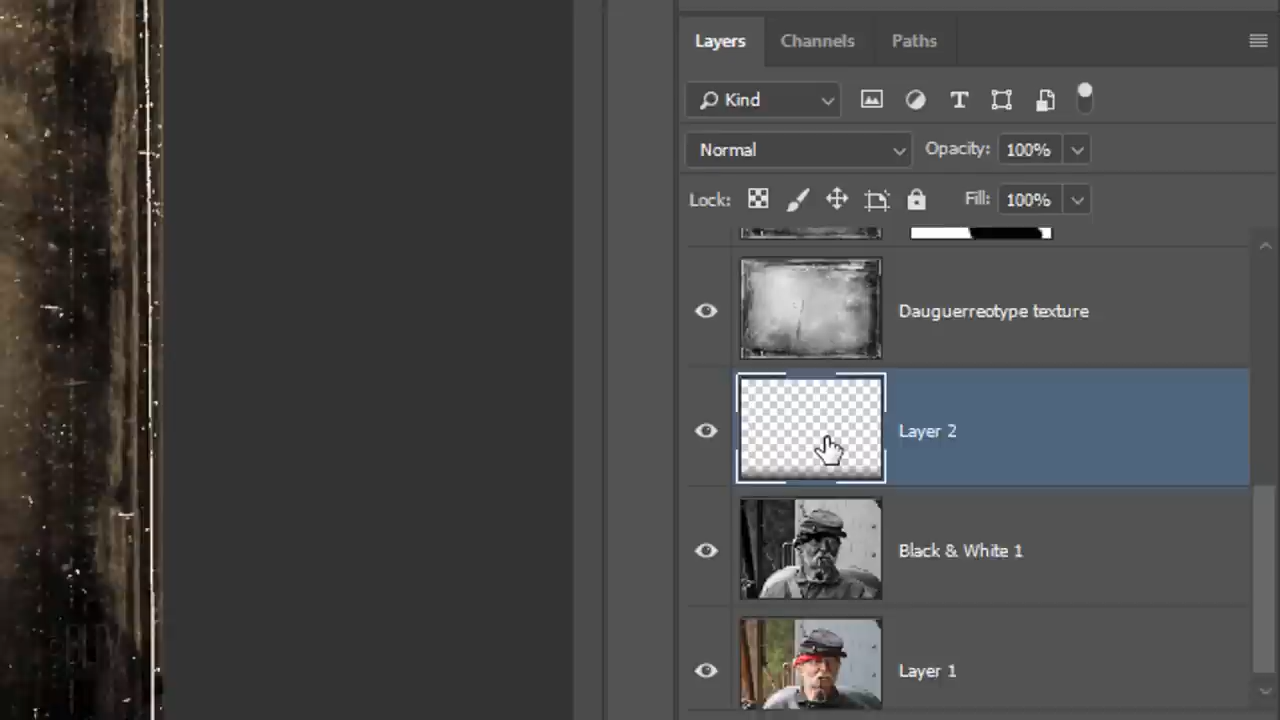 Layers Channels Paths
Kind
Normal Opacity: 100%
Lock: Fill: 100%
Dauguerreotype texture
Layer 2
Black & White 1
Layer 1